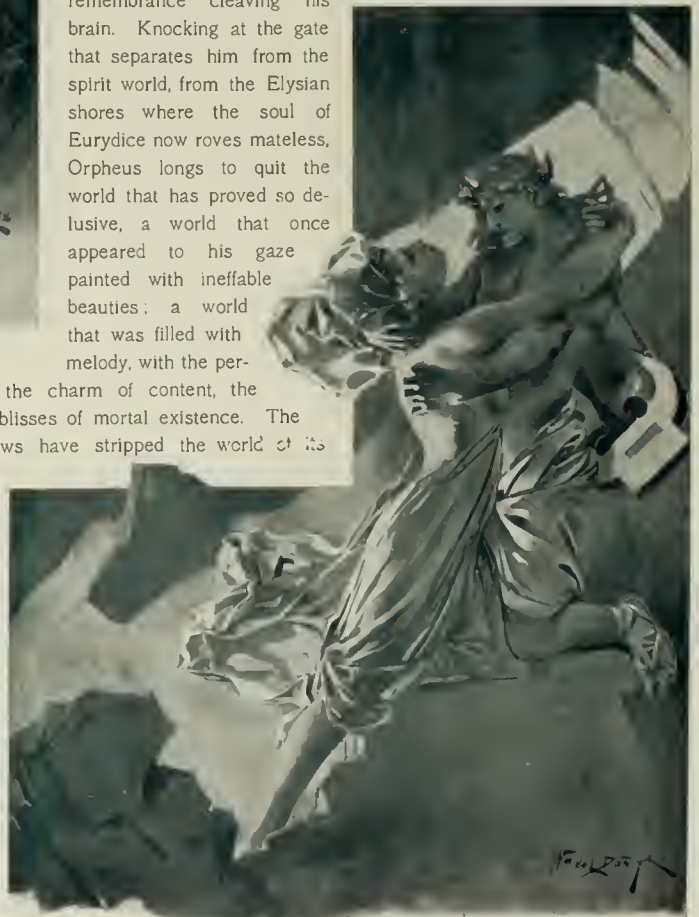 remembrance cleaving his
brain. Knocking at the gate
that separates him from the
spirit world, from the Elysian
shores where the soul of
Eurydice now roves mateless,
Orpheus longs to quit the
world that has proved so de-
lusive, a world that once
appeared to his gaze
painted with ineffable
beauties; a world
that was filled with
melody, with the per-
the charm of content, the
blisses of mortal existence. The
ws have stripped the world of its